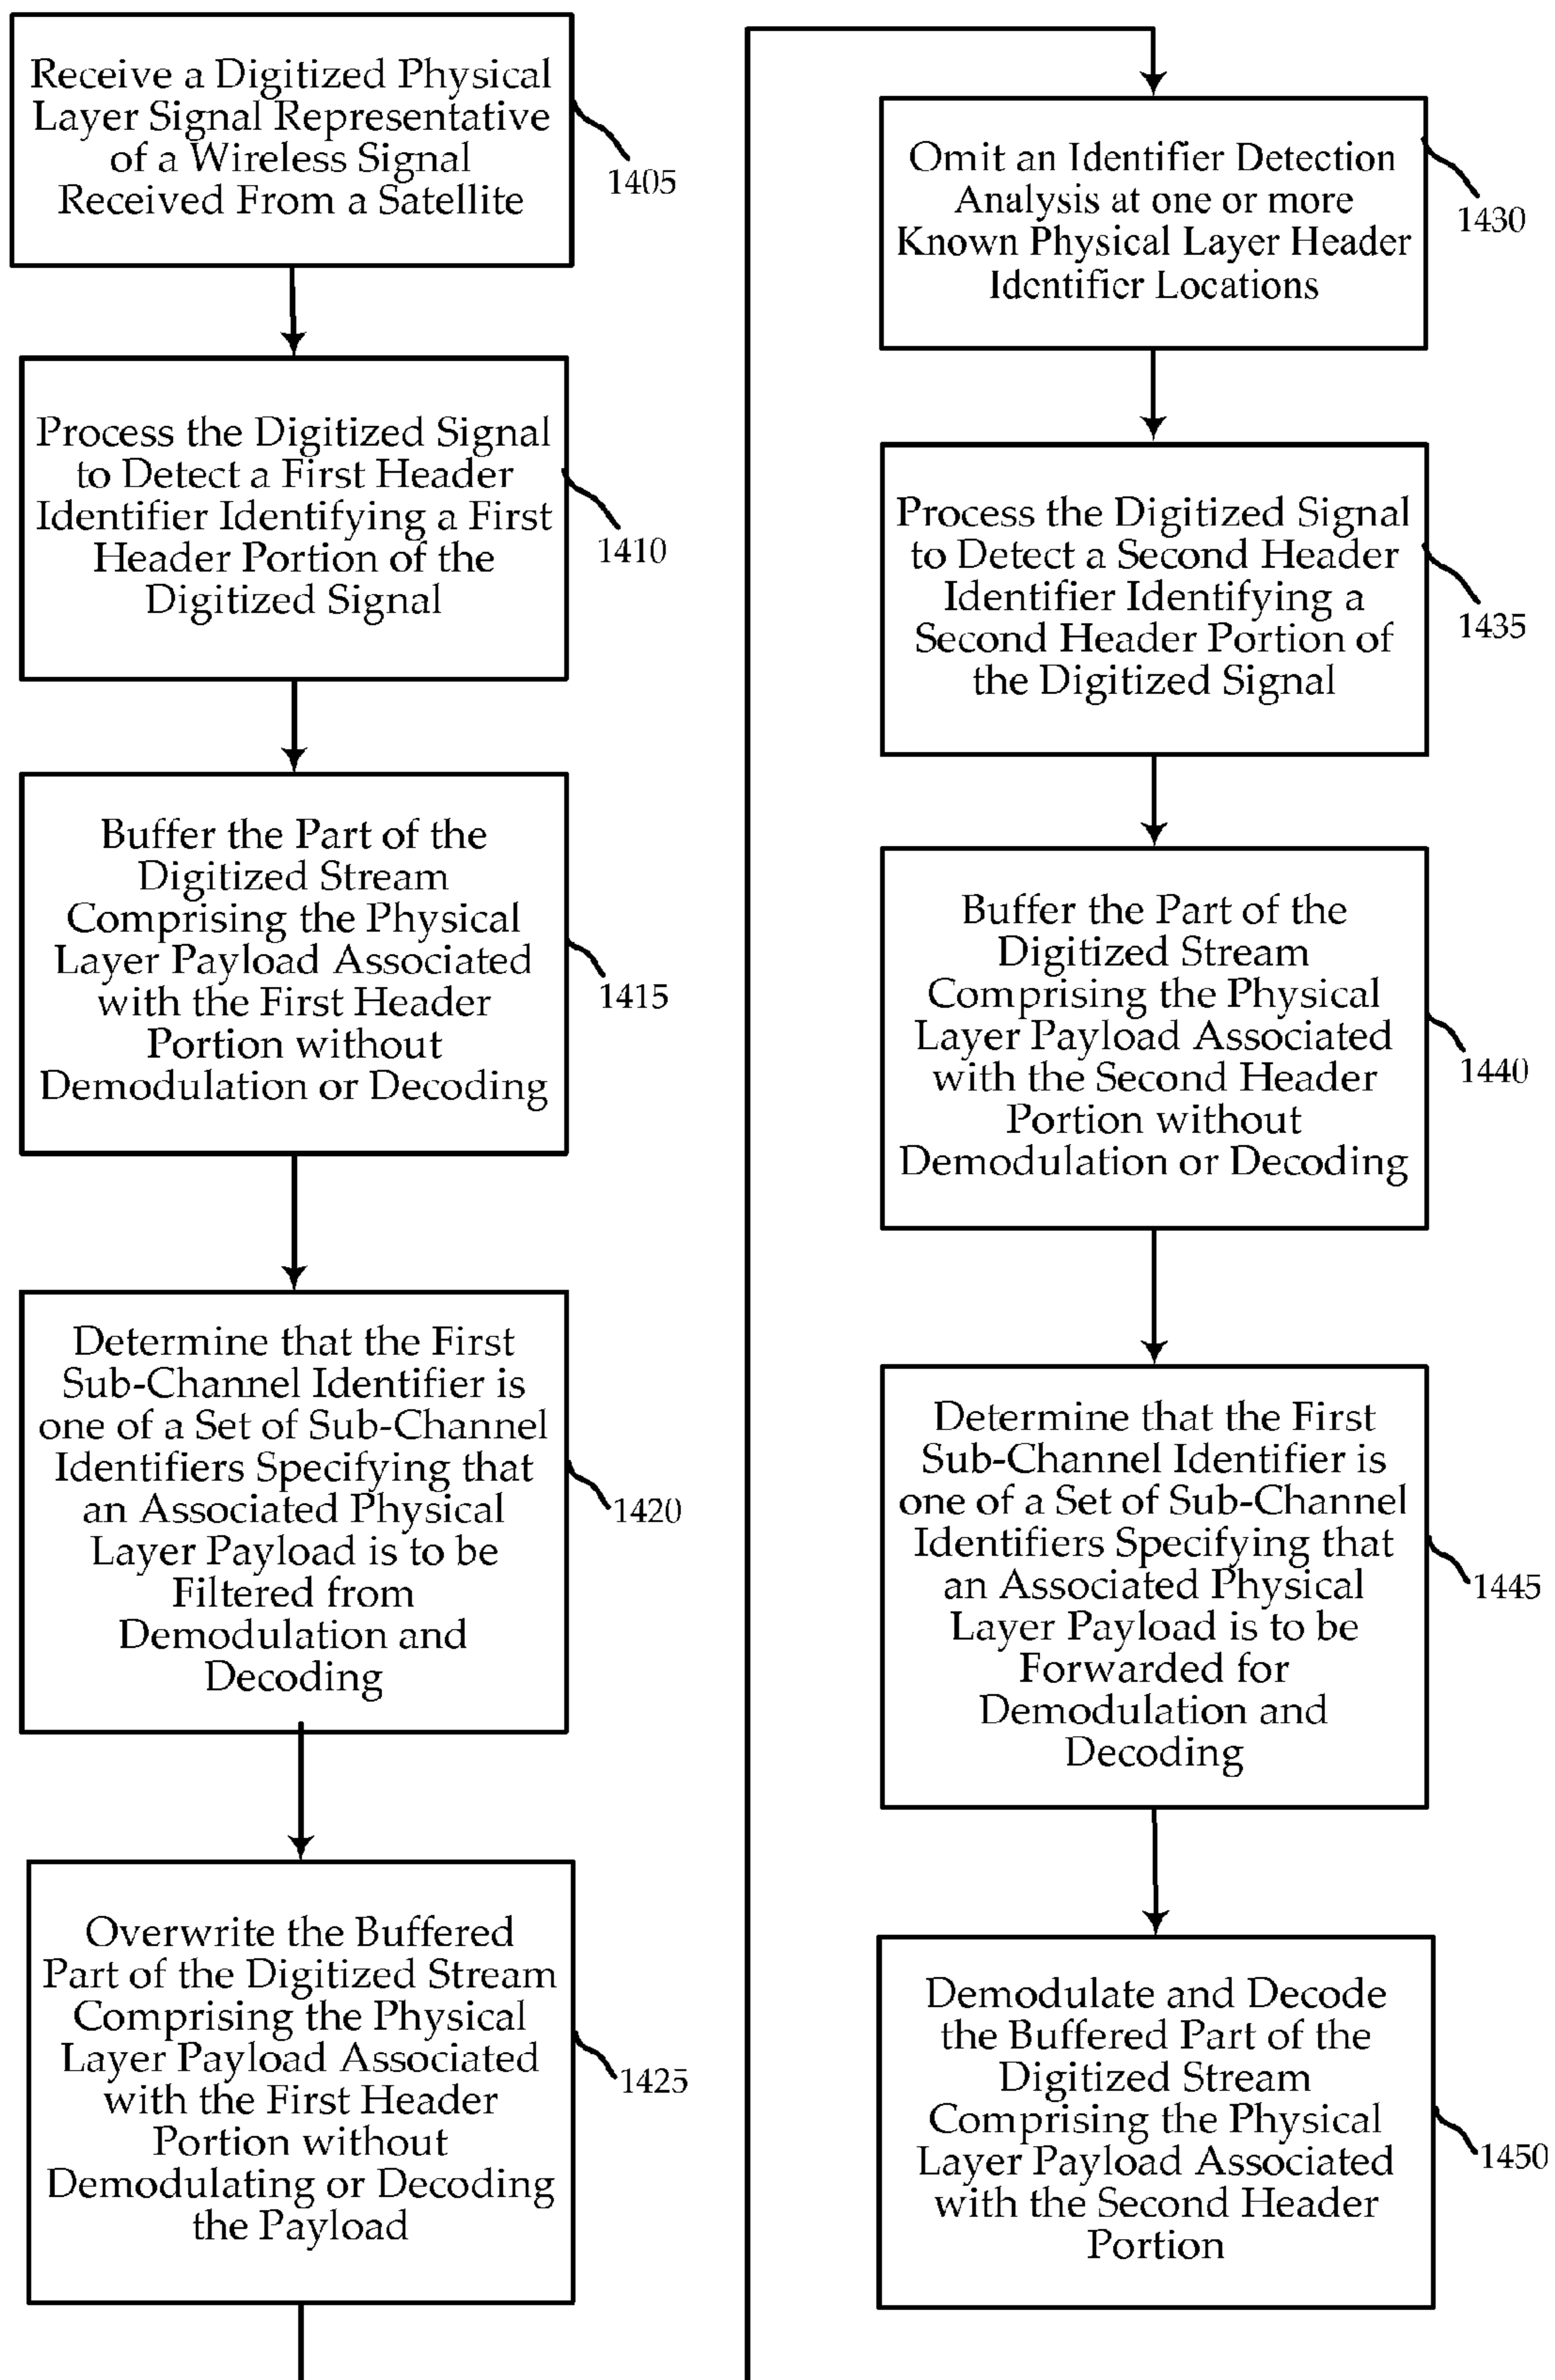 Receive a Digitized Physical
Layer Signal Representative
of a Wireless Signal
Received From a Satellite
1405
Process the Digitized Signal
to Detect a First Header
Identifier Identifying a First
Header Portion of the
Digitized Signal
1410
Buffer the Part of the
Digitized Stream
Comprising the Physical
Layer Payload Associated
with the First Header
Portion without
Demodulation or Decoding
1415
Determine that the First
Sub-Channel Identifier is
one of a Set of Sub-Channel
Identifiers Specifying that
an Associated Physical
Layer Payload is to be
Filtered from
Demodulation and
Decoding
1420
Overwrite the Buffered
Part of the Digitized Stream
Comprising the Physical
Layer Payload Associated
with the First Header
Portion without
Demodulating or Decoding
the Payload
1425
Omit an Identifier Detection
Analysis at one or more
Known Physical Layer Header
Identifier Locations
1430
Process the Digitized Signal
to Detect a Second Header
Identifier Identifying a
Second Header Portion of
the Digitized Signal
1435
Buffer the Part of the
Digitized Stream
Comprising the Physical
Layer Payload Associated
with the Second Header
Portion without
Demodulation or Decoding
1440
Determine that the First
Sub-Channel Identifier is
one of a Set of Sub-Channel
Identifiers Specifying that
an Associated Physical
Layer Payload is to be
Forwarded for
Demodulation and
Decoding
1445
Demodulate and Decode
the Buffered Part of the
Digitized Stream
Comprising the Physical
Layer Payload Associated
with the Second Header
Portion
1450